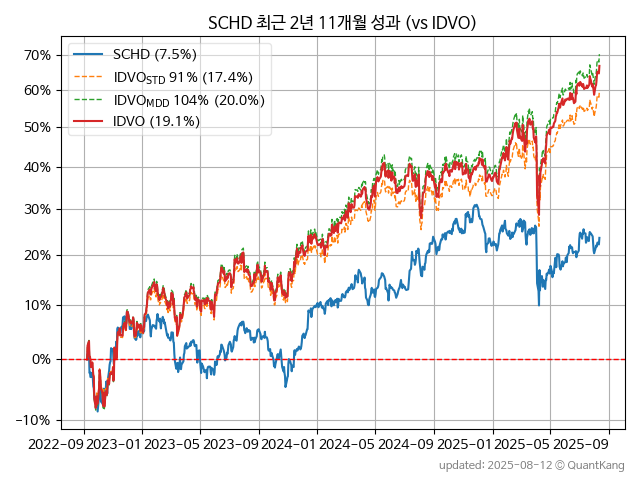 SCHD 최근 2년 11개월 성과 (vs IDVO)
SCHD (7.5%)
IDVO_STD 91% (17.4%)
IDVO_MDD 104% (20.0%)
IDVO (19.1%)
70%
60%
50%
40%
30%
20%
10%
0%
−10%
2022-09 2023-01 2023-05 2023-09 2024-01 2024-05 2024-09 2025-01 2025-05 2025-09
updated: 2025-08-12 © QuantKang